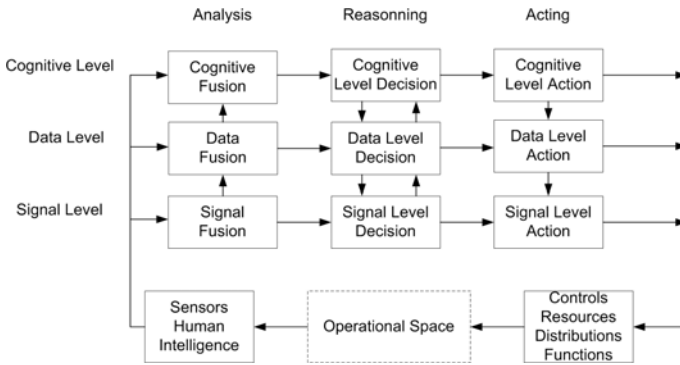 Analysis
Reasonning
Acting
Cognitive Level
Cognitive
Fusion
Cognitive
Level Decision
Cognitive
Level Action
Data Level
Data
Fusion
Data Level
Decision
Data Level
Action
Signal Level
Signal
Fusion
Signal Level
Decision
Signal Level
Action
Sensors
Human
Intelligence
Operational Space
Controls
Resources
Distributions
Functions